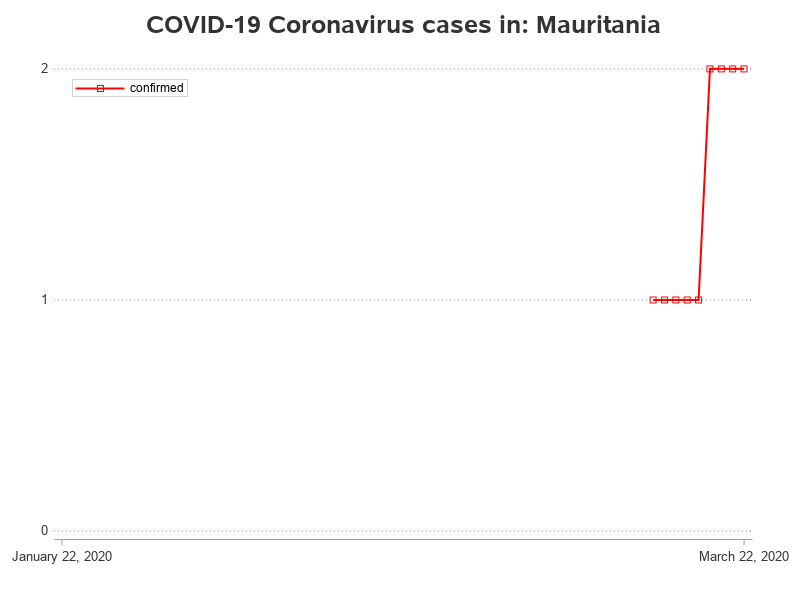 COVID-19 Coronavirus cases in: Mauritania
2
confirmed
1
0
January 22, 2020
March 22, 2020